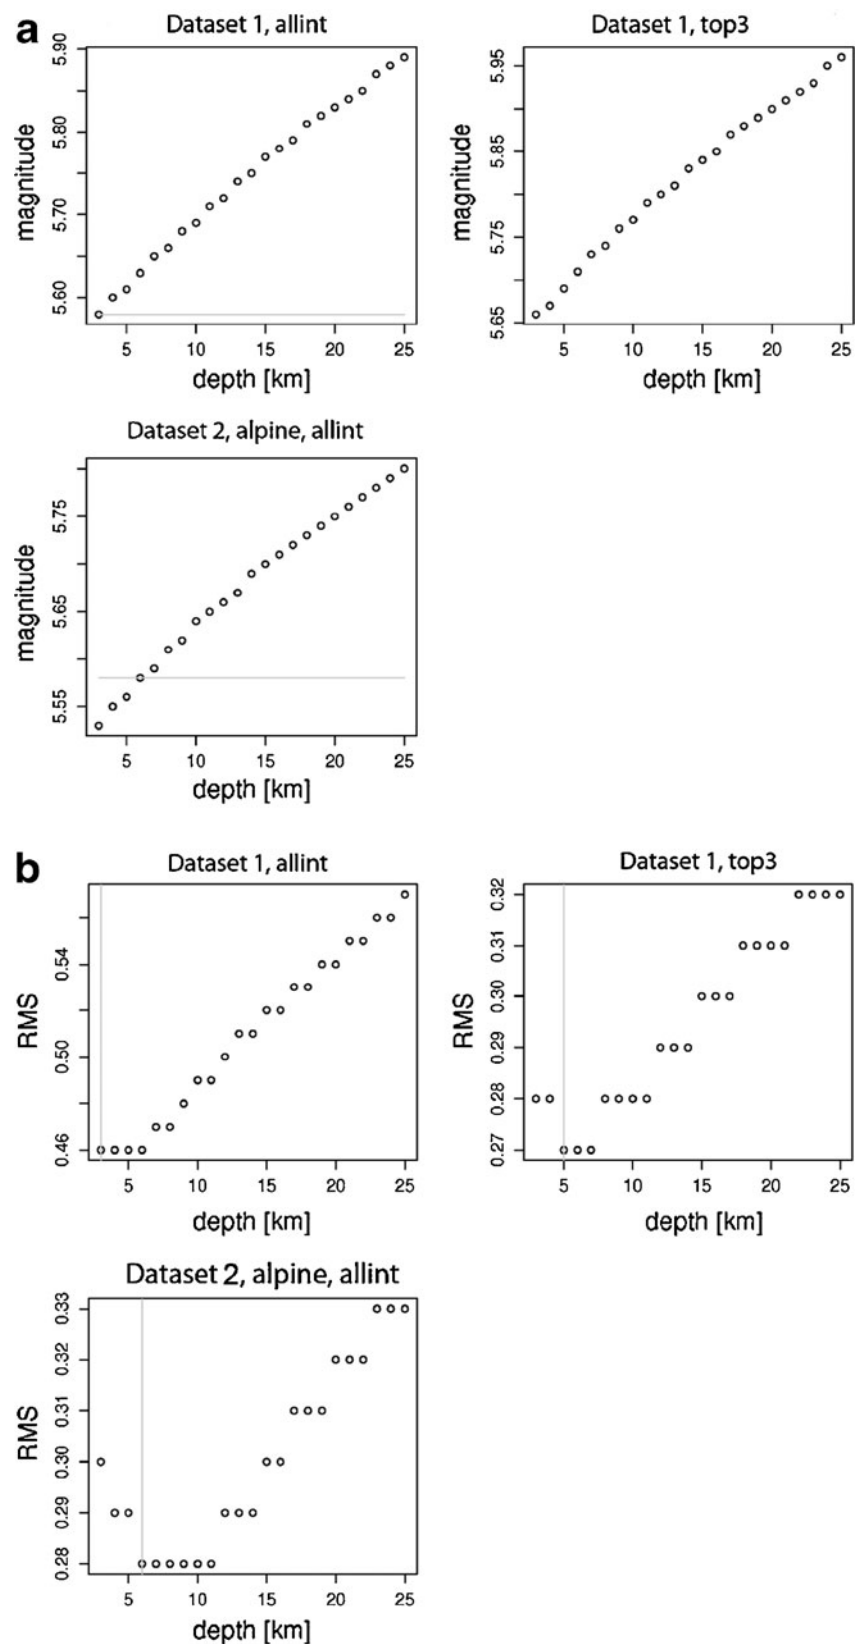 a
Dataset 1, allint
magnitude
5.60 5.70 5.80 5.90
5 10 15 20 25
depth [km]
Dataset 1, top3
magnitude
5.65 5.75 5.85 5.95
5 10 15 20 25
depth [km]
Dataset 2, alpine, allint
magnitude
5.55 5.65 5.75
5 10 15 20 25
depth [km]
b
Dataset 1, allint
RMS
0.46 0.50 0.54
5 10 15 20 25
depth [km]
Dataset 1, top3
RMS
0.27 0.28 0.29 0.30 0.31 0.32
5 10 15 20 25
depth [km]
Dataset 2, alpine, allint
RMS
0.28 0.29 0.30 0.31 0.32 0.33
5 10 15 20 25
depth [km]